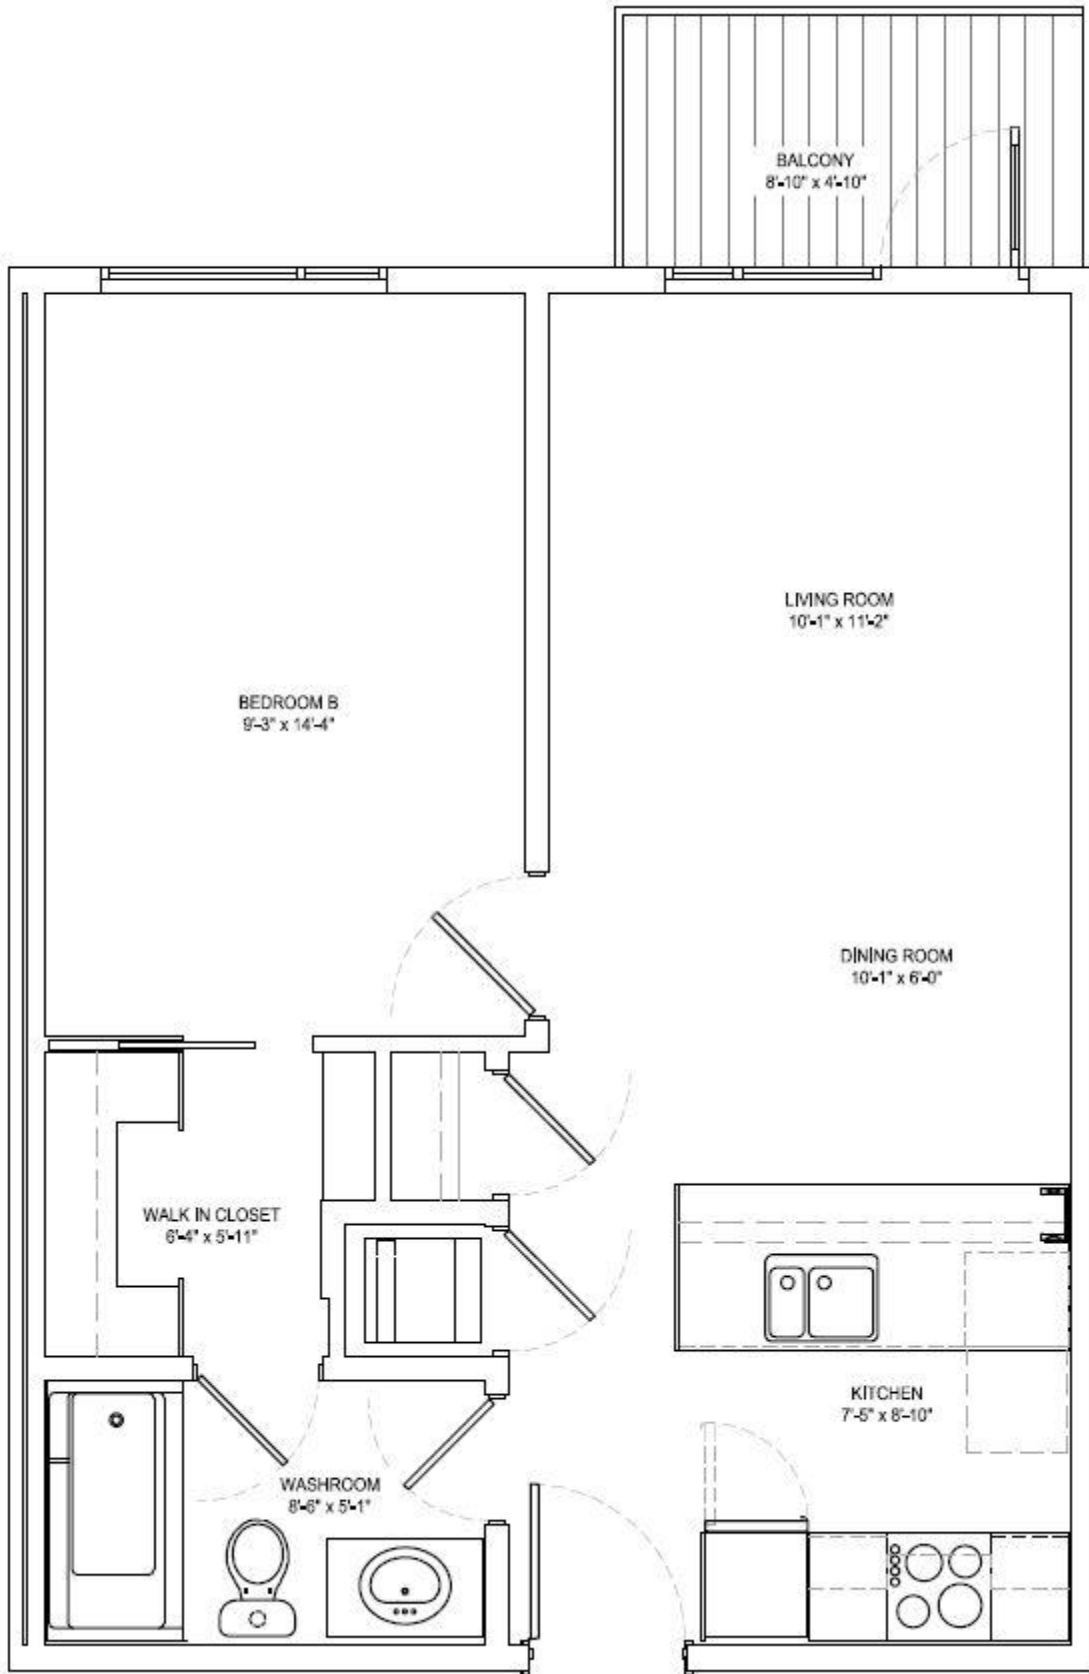 BALCONY
8'-10" x 4'-10"
LIVING ROOM
10'-1" x 11'-2"
BEDROOM B
9'-3" x 14'-4"
DINING ROOM
10'-1" x 6'-0"
WALK IN CLOSET
6'-4" x 5'-11"
KITCHEN
7'-5" x 8'-10"
WASHROOM
8'-6" x 5'-1"